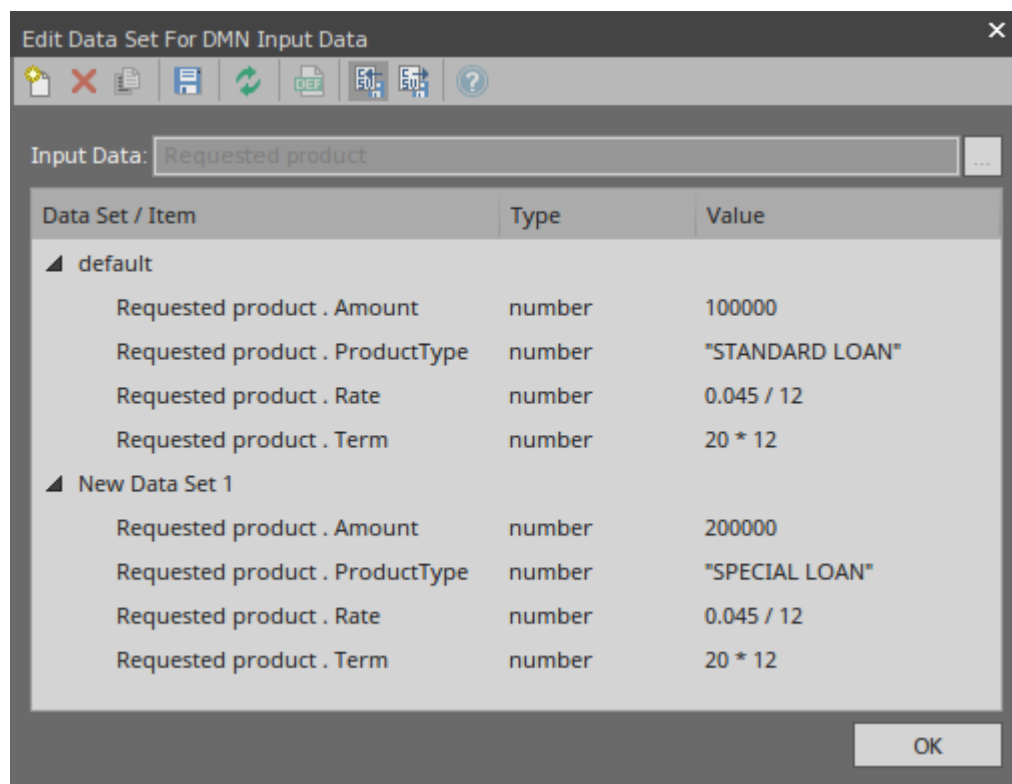 Edit Data Set For DMN Input Data
DEF
Input Data: Requested product ...
Data Set / Item Type Value
default
Requested product . Amount number 100000
Requested product . ProductType number "STANDARD LOAN"
Requested product . Rate number 0.045 / 12
Requested product . Term number 20 * 12
New Data Set 1
Requested product . Amount number 200000
Requested product . ProductType number "SPECIAL LOAN"
Requested product . Rate number 0.045 / 12
Requested product . Term number 20 * 12
OK